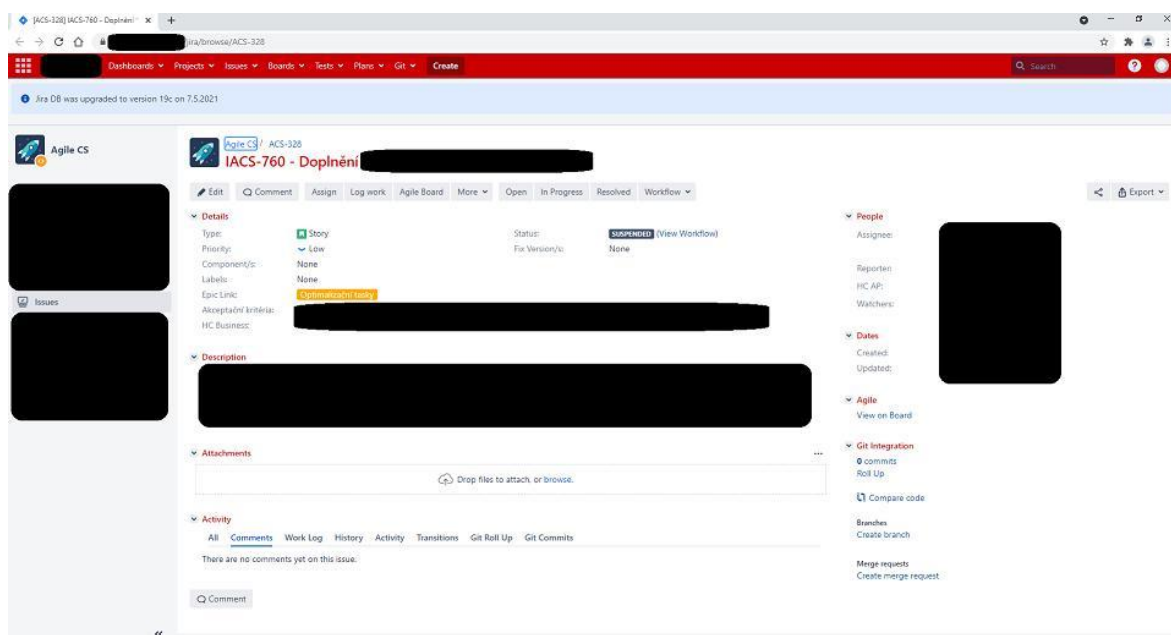 [ACS-328] IACS-760 - Doplnění
jira/browse/ACS-328
Dashboards Projects Issues Boards Tests Plans Git Create Search
Jira DB was upgraded to version 19c on 7.5.2021
Agile CS
Agile CS / ACS-328
IACS-760 - Doplnění
Edit Comment Assign Log work Agile Board More Open In Progress Resolved Workflow Export
Issues
Details
Type: Story
Status: SUSPENDED (View Workflow)
Priority: Low
Fix Version/s: None
Component/s: None
Labels: None
Epic Link: Optimalizační tasky
Akceptační kritéria:
HC Business:
Description
Attachments
Drop files to attach, or browse.
Activity
All Comments Work Log History Activity Transitions Git Roll Up Git Commits
There are no comments yet on this issue.
Comment
People
Assignee:
Reporter:
HC AP:
Watchers:
Dates
Created:
Updated:
Agile
View on Board
Git Integration
0 commits
Roll Up
Compare code
Branches
Create branch
Merge requests
Create merge request